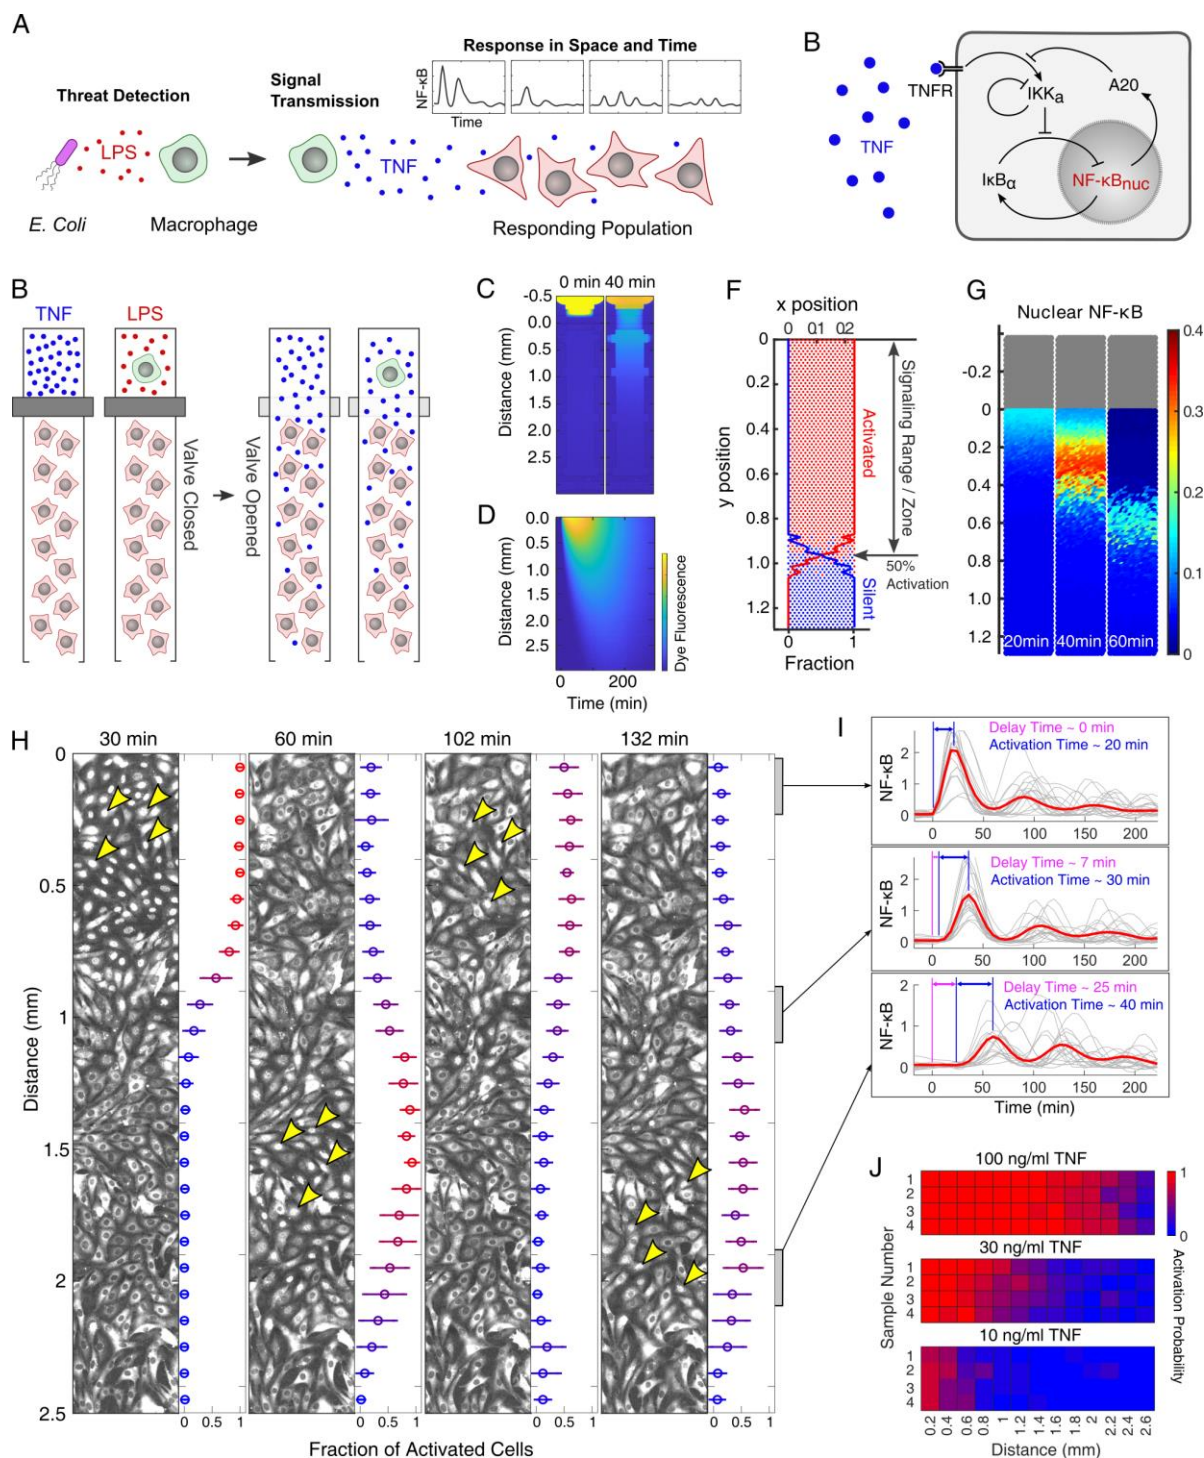 A
Threat Detection
LPS
E. Coli
Macrophage
Signal
Transmission
TNF
Response in Space and Time
NF-κB
Time
Responding Population
B
TNF
TNFR
IKKa
A20
IκBα
NF-κBnuc
B
TNF
LPS
Valve Closed
Valve Opened
C
0 min 40 min
-0.5
0.0
0.5
1.0
1.5
2.0
2.5
Distance (mm)
D
0.0
0.5
1.0
1.5
2.0
2.5
Distance (mm)
0 200
Time (min)
Dye Fluorescence
F
x position
0 01 02
0
0.2
0.4
0.6
0.8
1.0
1.2
y position
Activated
Silent
Signaling Range / Zone
50%
Activation
0 1
Fraction
G
Nuclear NF-κB
-0.2
0
0.2
0.4
0.6
0.8
1.0
1.2
20min 40min 60min
0.4
0.3
0.2
0.1
0
H
30 min 60 min 102 min 132 min
0
0.5
1
1.5
2
2.5
Distance (mm)
0 0.5 1 0 0.5 1 0 0.5 1 0 0.5 1
Fraction of Activated Cells
I
Delay Time ~ 0 min
Activation Time ~ 20 min
NF-κB
2
1
0
0 50 100 150 200
Delay Time ~ 7 min
Activation Time ~ 30 min
NF-κB
2
1
0
0 50 100 150 200
Delay Time ~ 25 min
Activation Time ~ 40 min
NF-κB
2
1
0
0 50 100 150 200
Time (min)
J
100 ng/ml TNF
1
2
3
4
30 ng/ml TNF
1
2
3
4
10 ng/ml TNF
1
2
3
4
Sample Number
0.2 0.4 0.6 0.8 1 1.2 1.4 1.6 1.8 2 2.2 2.4 2.6
Distance (mm)
1
0
Activation Probability